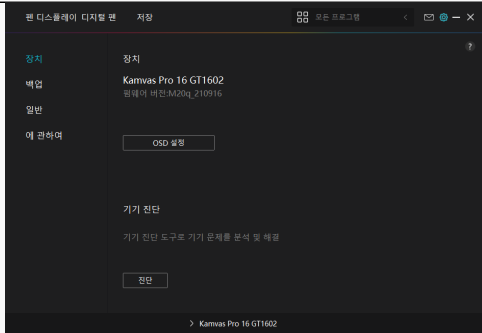 펜 디스플레이 디지털 펜 저장 모든 프로그램
?
장치
백업
일반
에 관하여
장치
Kamvas Pro 16 GT1602
펌웨어 버전:M20q_210916
OSD 설정
기기 진단
기기 진단 도구로 기기 문제를 분석 및 해결
진단
Kamvas Pro 16 GT1602